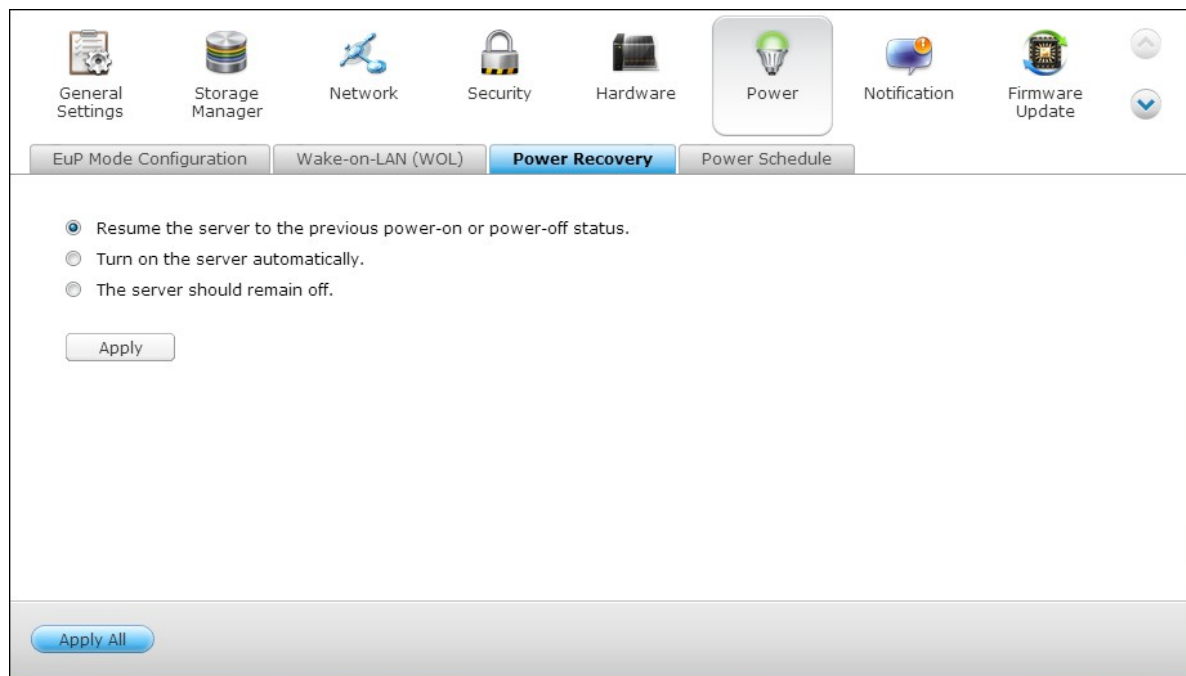 General Settings
Storage Manager
Network
Security
Hardware
Power
Notification
Firmware Update
EuP Mode Configuration
Wake-on-LAN (WOL)
Power Recovery
Power Schedule
Resume the server to the previous power-on or power-off status.
Turn on the server automatically.
The server should remain off.
Apply
Apply All